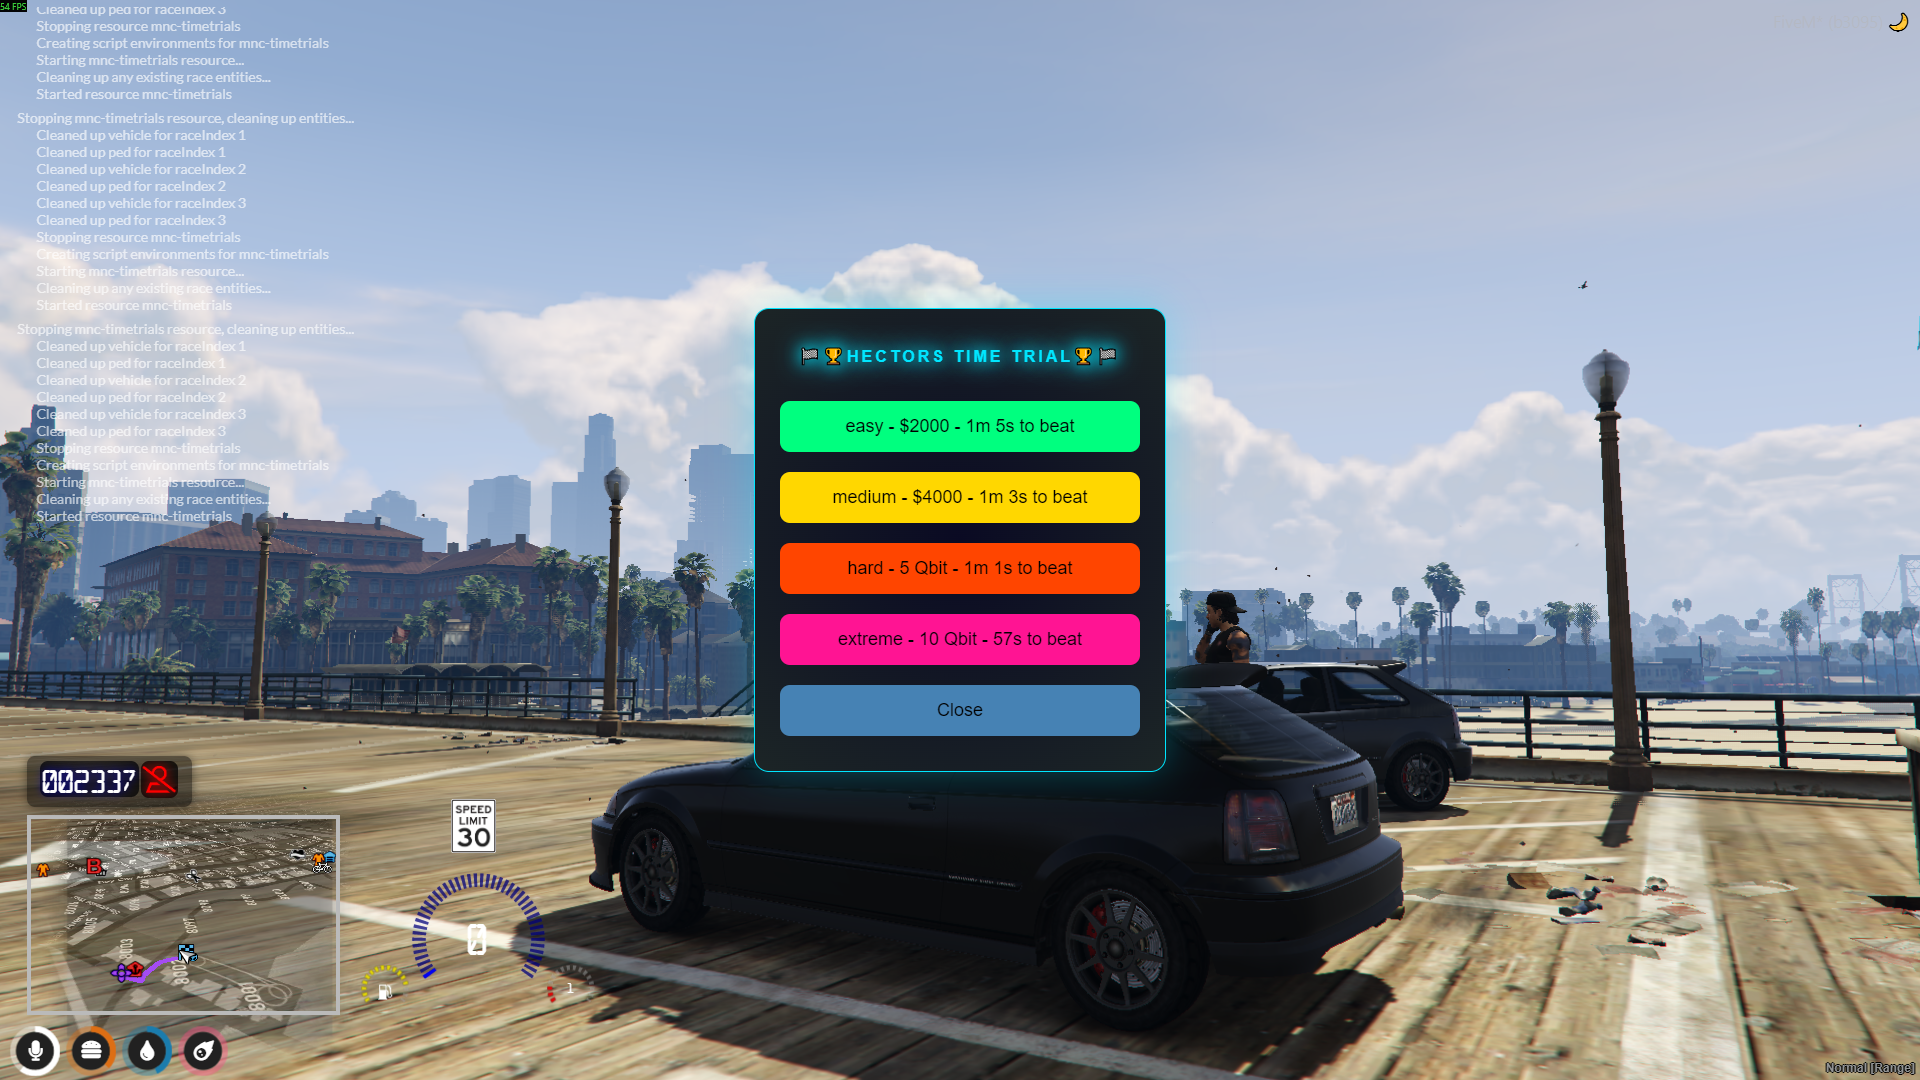 54 FPS
Cleaned up ped for raceIndex 3
Stopping resource mnc-timetrials
Creating script environments for mnc-timetrials
Starting mnc-timetrials resource...
Cleaning up any existing race entities...
Started resource mnc-timetrials
Stopping mnc-timetrials resource, cleaning up entities...
Cleaned up vehicle for raceIndex 1
Cleaned up ped for raceIndex 1
Cleaned up vehicle for raceIndex 2
Cleaned up ped for raceIndex 2
Cleaned up vehicle for raceIndex 3
Cleaned up ped for raceIndex 3
Stopping resource mnc-timetrials
Creating script environments for mnc-timetrials
Starting mnc-timetrials resource...
Cleaning up any existing race entities...
Started resource mnc-timetrials
Stopping mnc-timetrials resource, cleaning up entities...
Cleaned up vehicle for raceIndex 1
Cleaned up ped for raceIndex 1
Cleaned up vehicle for raceIndex 2
Cleaned up ped for raceIndex 2
Cleaned up vehicle for raceIndex 3
Cleaned up ped for raceIndex 3
Stopping resource mnc-timetrials
Creating script environments for mnc-timetrials
Starting mnc-timetrials resource...
Cleaning up any existing race entities...
Started resource mnc-timetrials
HECTORS TIME TRIAL
easy - $2000 - 1m 5s to beat
medium - $4000 - 1m 3s to beat
hard - 5 Qbit - 1m 1s to beat
extreme - 10 Qbit - 57s to beat
Close
002337
SPEED
LIMIT
30
B
8003
0
1
Normal [Range]